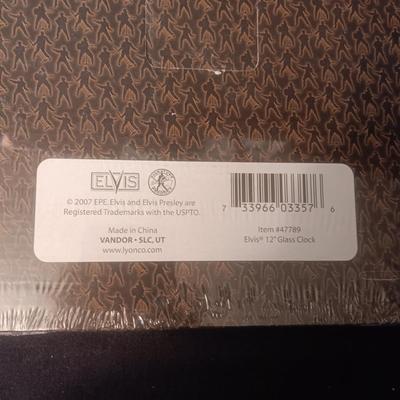 ELVIS
© 2007 EPE. Elvis and Elvis Presley are
Registered Trademarks with the USPTO.
Made in China
VANDOR • SLC, UT
www.lyonco.com
7 33966 03357 6
Item #47789
Elvis® 12" Glass Clock